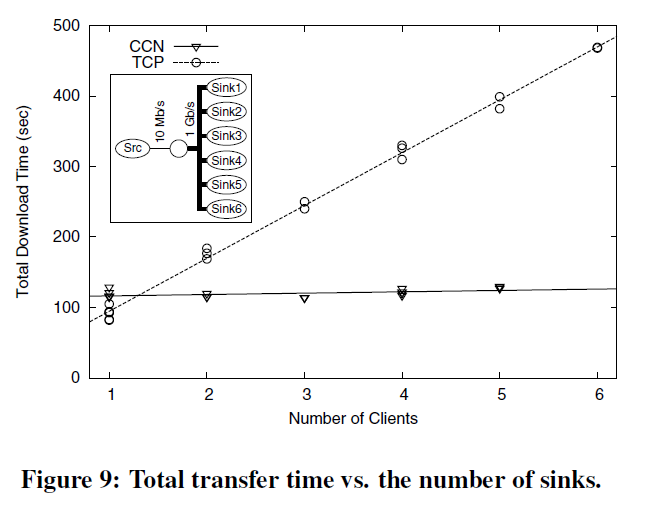 500
400
300
200
100
0
Total Download Time (sec)
CCN
TCP
Src
10 Mb/s
1 Gb/s
Sink1
Sink2
Sink3
Sink4
Sink5
Sink6
1 2 3 4 5 6
Number of Clients
Figure 9: Total transfer time vs. the number of sinks.